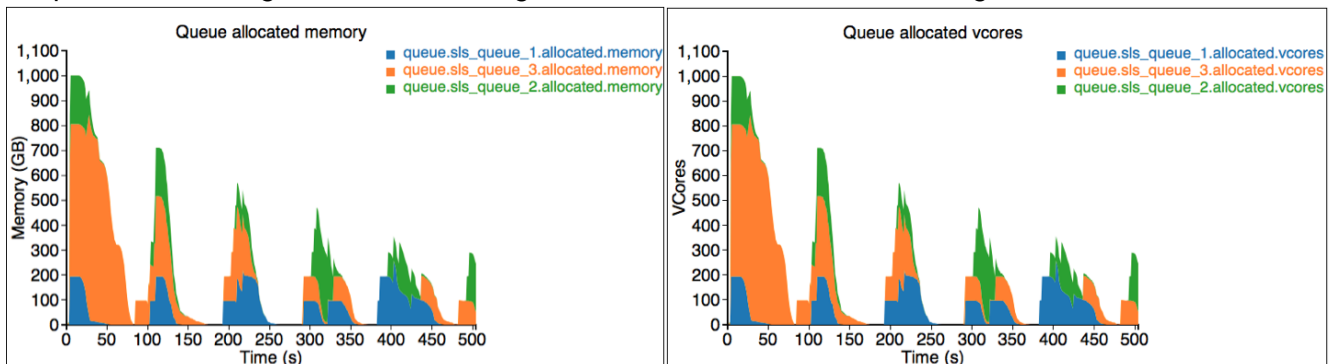 Queue allocated memory
queue.sls_queue_1.allocated.memory
queue.sls_queue_3.allocated.memory
queue.sls_queue_2.allocated.memory
1,100
1,000
900
800
700
600
500
400
300
200
100
0
Memory (GB)
0 50 100 150 200 250 300 350 400 450 500
Time (s)
Queue allocated vcores
queue.sls_queue_1.allocated.vcores
queue.sls_queue_3.allocated.vcores
queue.sls_queue_2.allocated.vcores
1,100
1,000
900
800
700
600
500
400
300
200
100
0
VCores
0 50 100 150 200 250 300 350 400 450 500
Time (s)